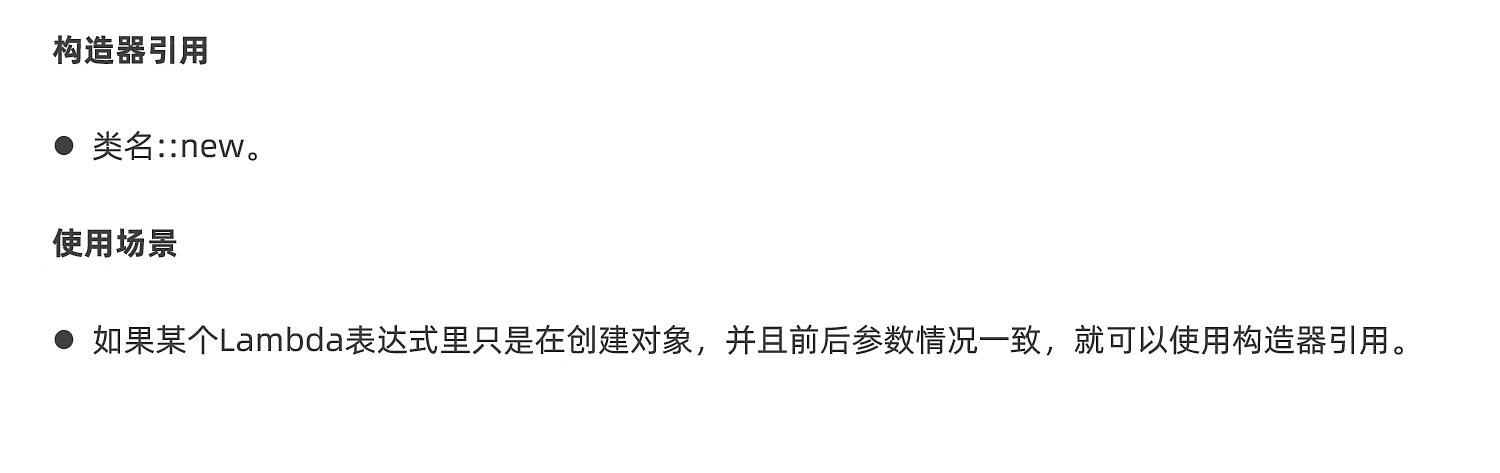 构造器引用
● 类名::new。
使用场景
● 如果某个Lambda表达式里只是在创建对象，并且前后参数情况一致，就可以使用构造器引用。